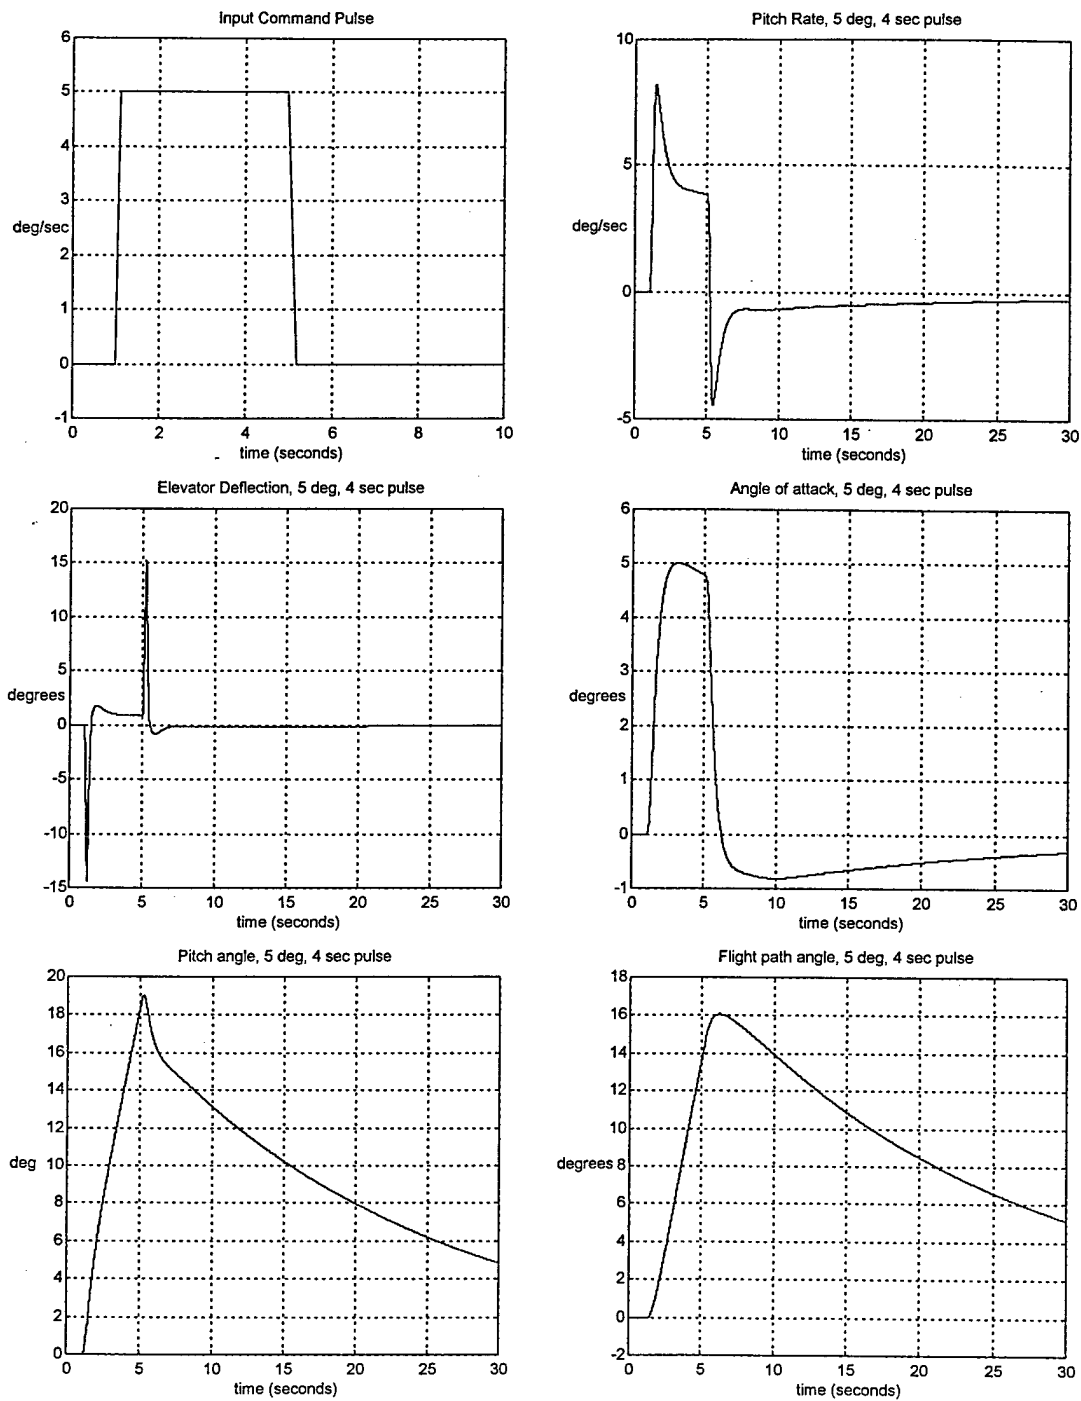 Input Command Pulse
6
5
4
3
deg/sec
2
1
0
-1
0 2 4 6 8 10
time (seconds)
Pitch Rate, 5 deg, 4 sec pulse
10
5
deg/sec
0
-5
0 5 10 15 20 25 30
time (seconds)
Elevator Deflection, 5 deg, 4 sec pulse
20
15
10
5
degrees
0
-5
-10
-15
0 5 10 15 20 25 30
time (seconds)
Angle of attack, 5 deg, 4 sec pulse
6
5
4
3
degrees
2
1
0
-1
0 5 10 15 20 25 30
time (seconds)
Pitch angle, 5 deg, 4 sec pulse
20
18
16
14
12
deg
10
8
6
4
2
0
0 5 10 15 20 25 30
time (seconds)
Flight path angle, 5 deg, 4 sec pulse
18
16
14
12
10
degrees 8
6
4
2
0
-2
0 5 10 15 20 25 30
time (seconds)